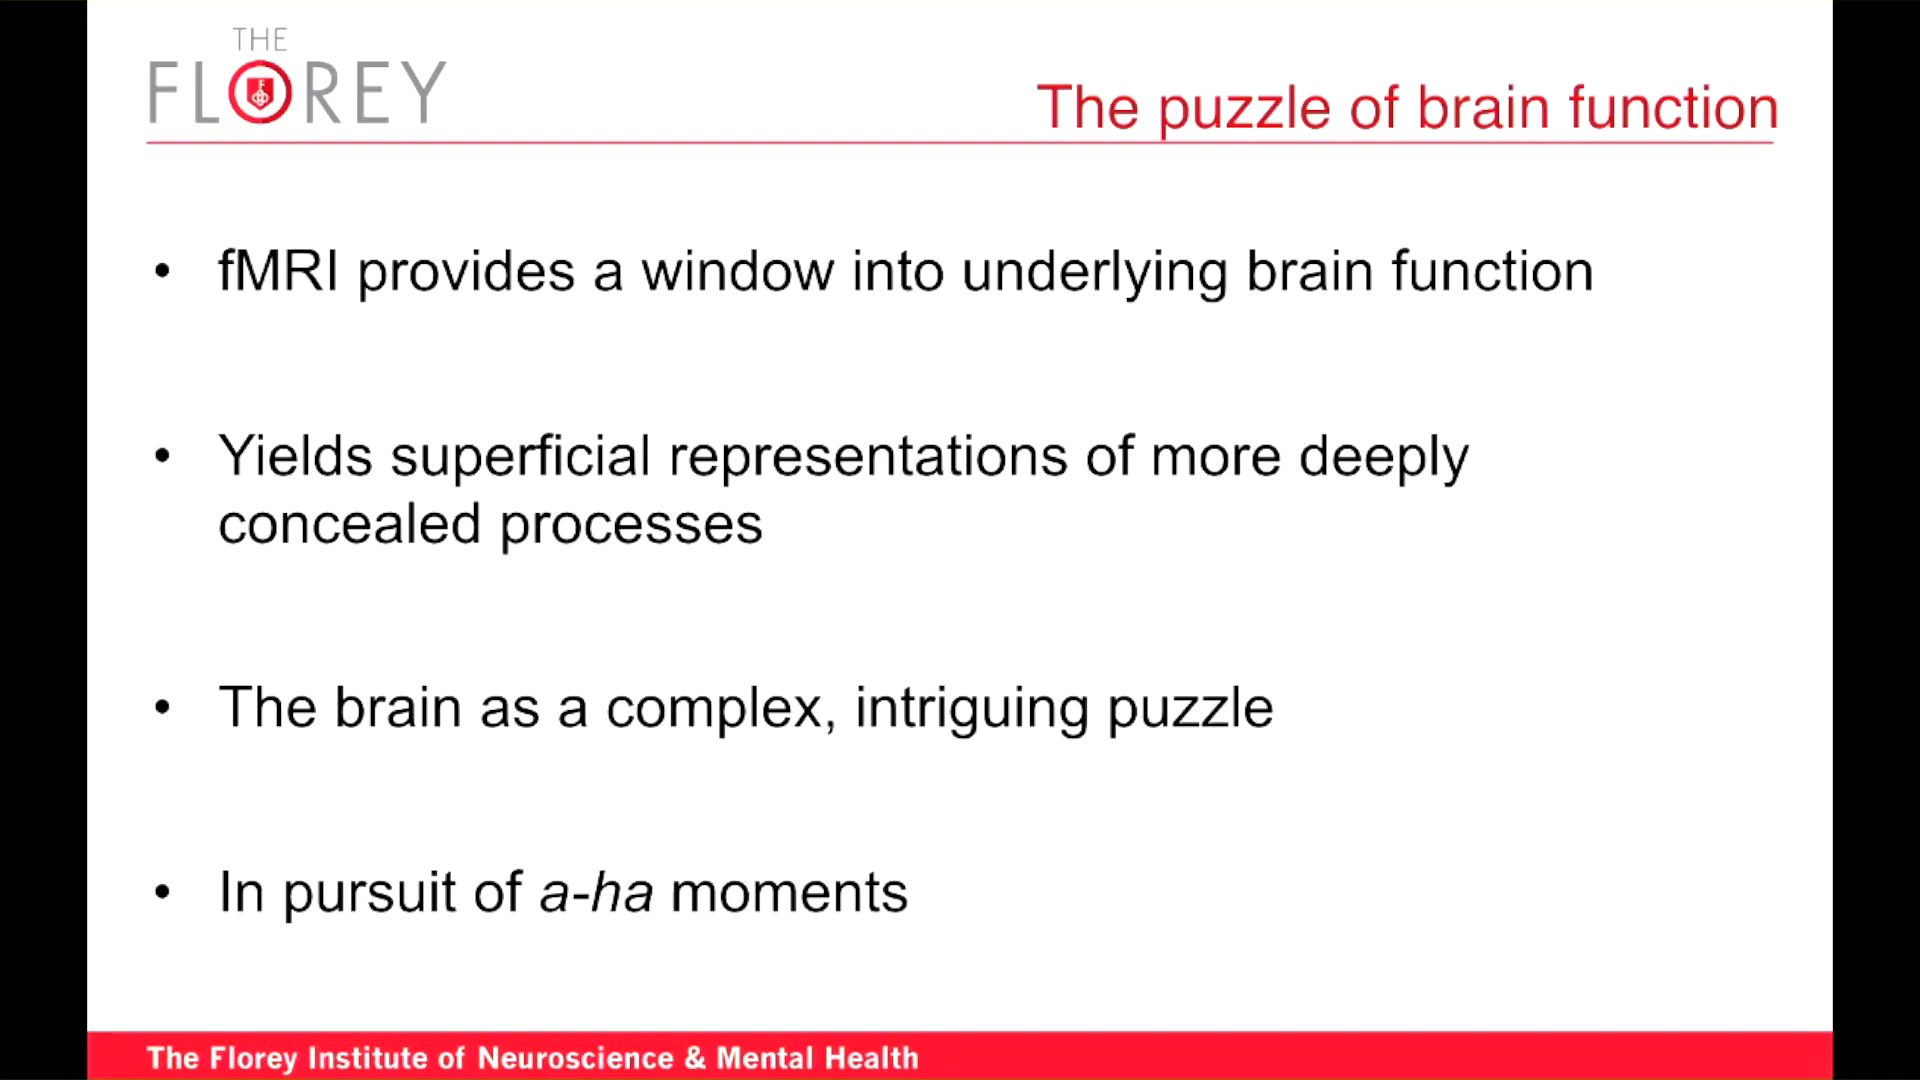 THE
FLOREY
The puzzle of brain function
• fMRI provides a window into underlying brain function
• Yields superficial representations of more deeply
concealed processes
• The brain as a complex, intriguing puzzle
• In pursuit of a-ha moments
The Florey Institute of Neuroscience & Mental Health